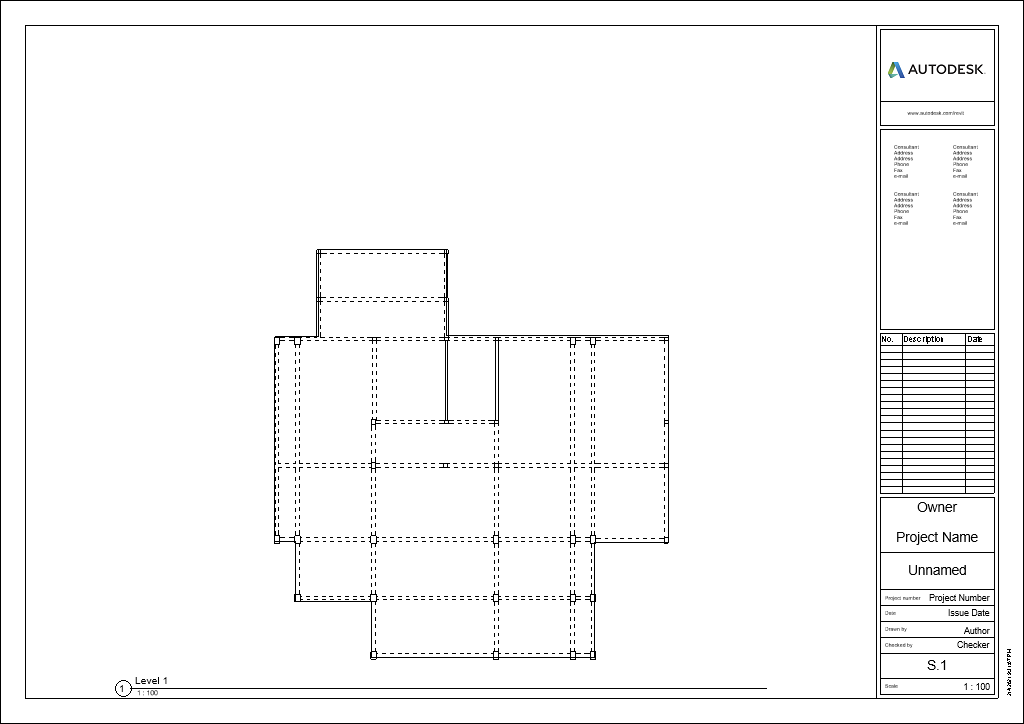 AUTODESK
www.autodesk.com/revit
Consultant Consultant
Address Address
Address Address
Phone Phone
Fax Fax
e-mail e-mail
Consultant Consultant
Address Address
Address Address
Phone Phone
Fax Fax
e-mail e-mail
No. Description Date
Owner
Project Name
Unnamed
Project number Project Number
Date Issue Date
Drawn by Author
Checked by Checker
S.1
Scale 1 : 100
1 Level 1
1 : 100